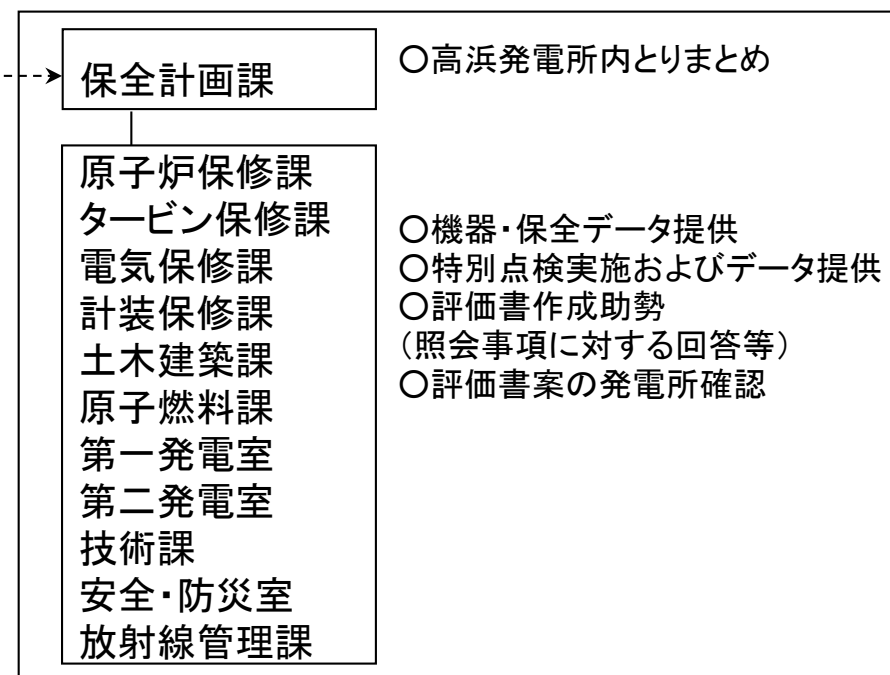 保全計画課
○高浜発電所内とりまとめ
原子炉保修課
タービン保修課
電気保修課
計装保修課
土木建築課
原子燃料課
第一発電室
第二発電室
技術課
安全・防災室
放射線管理課
○機器・保全データ提供
○特別点検実施およびデータ提供
○評価書作成助勢
（照会事項に対する回答等）
○評価書案の発電所確認